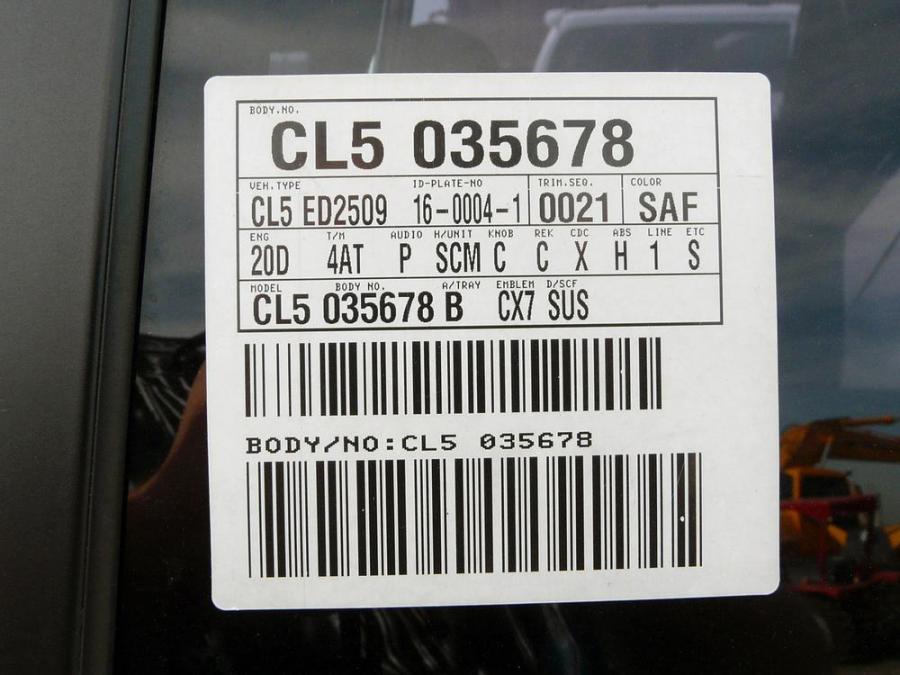 BODY.NO.
CL5 035678
VEH.TYPE ID-PLATE-NO TRIM.SEQ. COLOR
CL5 ED2509 16-0004-1 0021 SAF
ENG T/M AUDIO H/UNIT KNOB REK CDC ABS LINE ETC
20D 4AT P SCM C C X H 1 S
MODEL BODY NO. A/TRAY EMBLEM D/SCF
CL5 035678 B CX7 SUS
BODY/NO:CL5 035678